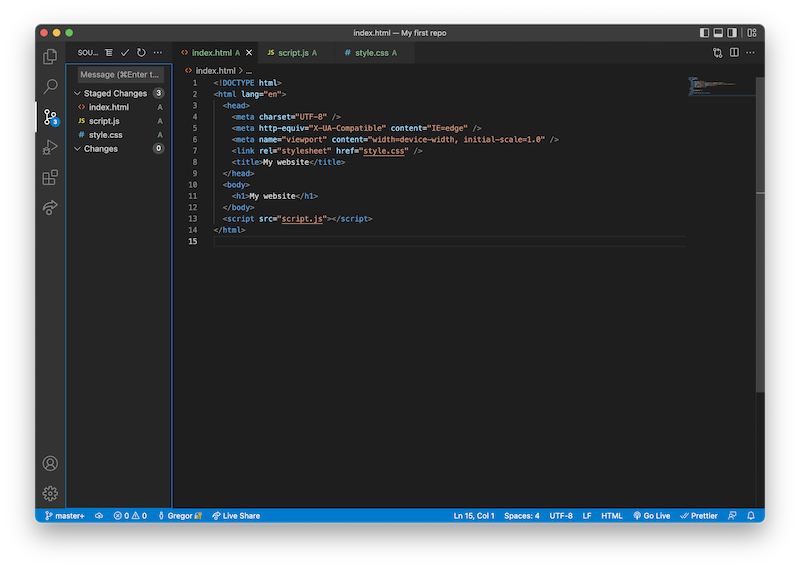 index.html — My first repo
SOU...
index.html A
script.js A
style.css A
Message (⌘Enter t...
Staged Changes 3
index.html A
script.js A
style.css A
Changes 0
3
index.html > ...
1 <!DOCTYPE html>
2 <html lang="en">
3 <head>
4 <meta charset="UTF-8" />
5 <meta http-equiv="X-UA-Compatible" content="IE=edge" />
6 <meta name="viewport" content="width=device-width, initial-scale=1.0" />
7 <link rel="stylesheet" href="style.css" />
8 <title>My website</title>
9 </head>
10 <body>
11 <h1>My website</h1>
12 </body>
13 <script src="script.js"></script>
14 </html>
15
master+ 0 0 Gregor Live Share Ln 15, Col 1 Spaces: 4 UTF-8 LF HTML Go Live Prettier